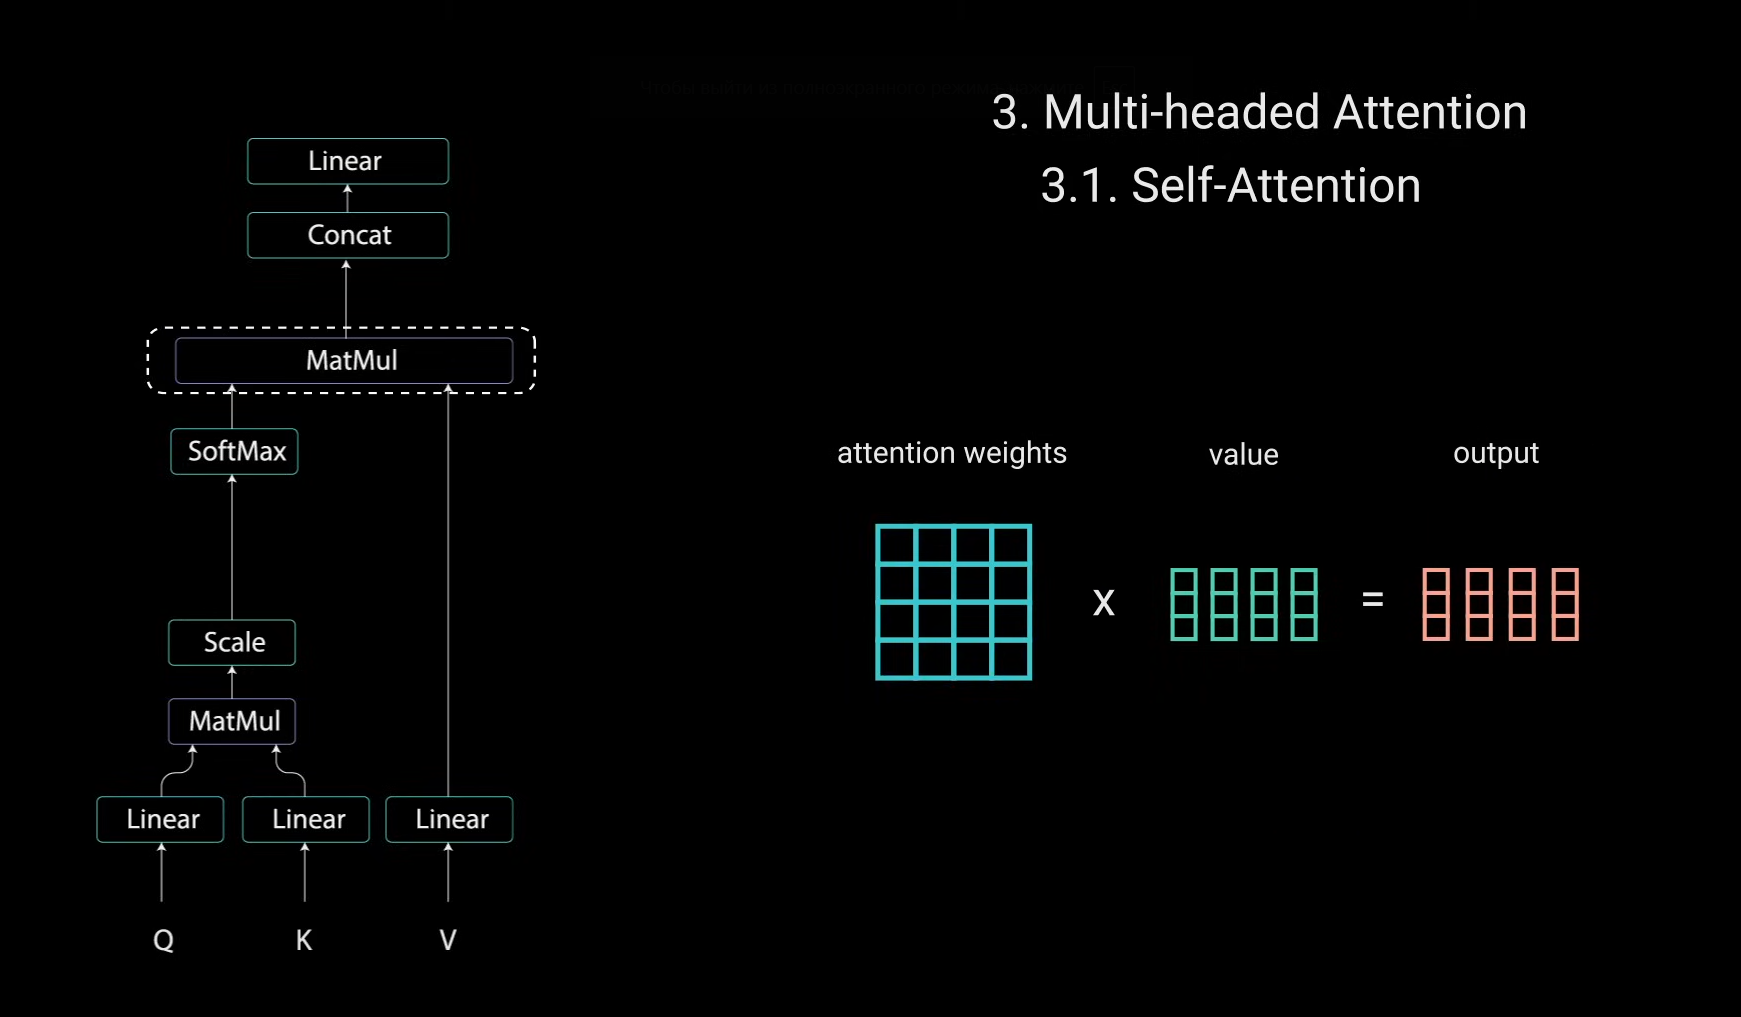 3. Multi-headed Attention
3.1. Self-Attention
Linear
Concat
MatMul
SoftMax
Scale
MatMul
Linear Linear Linear
Q K V
attention weights value output
x =